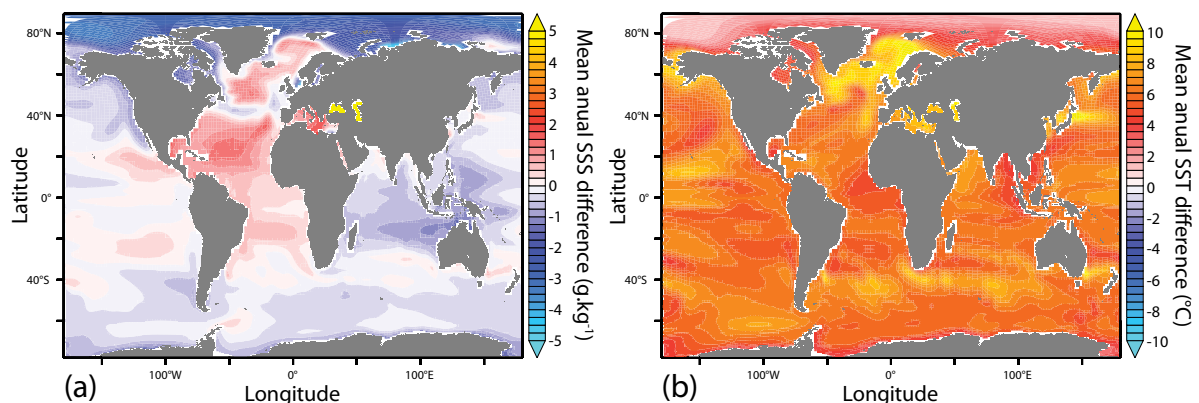 80°N
40°N
0°
40°S
Latitude
100°W
0°
100°E
Longitude
(a)
5
4
3
2
1
0
-1
-2
-3
-4
-5
Mean anual SSS difference (g.kg⁻¹)
80°N
40°N
0°
40°S
Latitude
100°W
0°
100°E
Longitude
(b)
10
8
6
4
2
0
-2
-4
-6
-8
-10
Mean anual SST difference (°C)